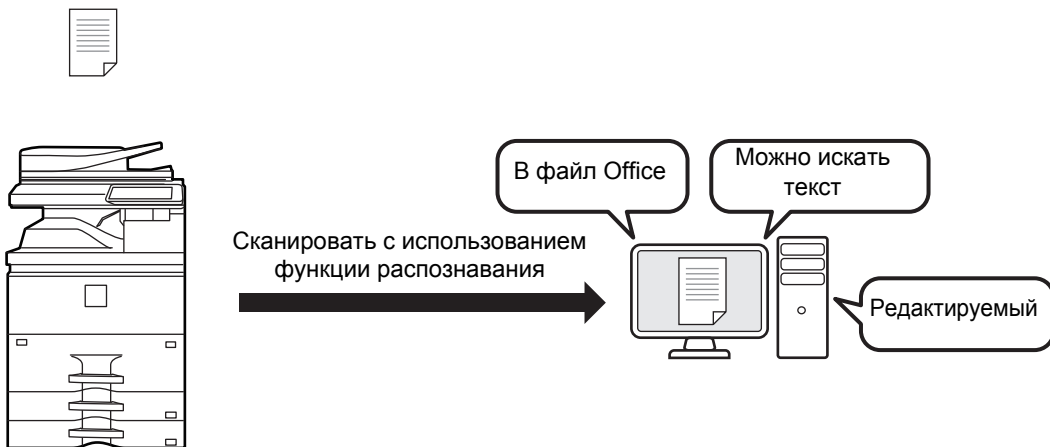 В файл Office
Можно искать
текст
Сканировать с использованием
функции распознавания
Редактируемый